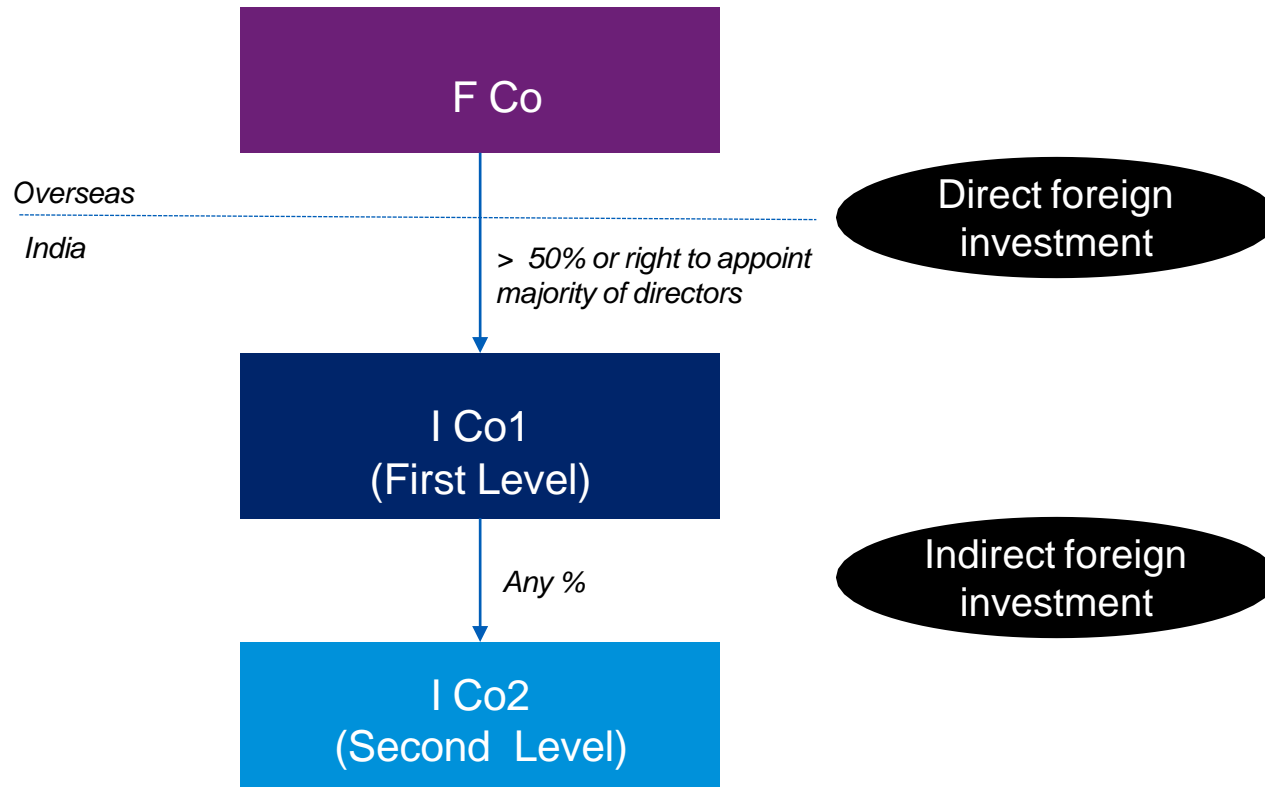 F Co
Overseas
India
Direct foreign
investment
> 50% or right to appoint
majority of directors
I Co1
(First Level)
Any %
Indirect foreign
investment
I Co2
(Second Level)